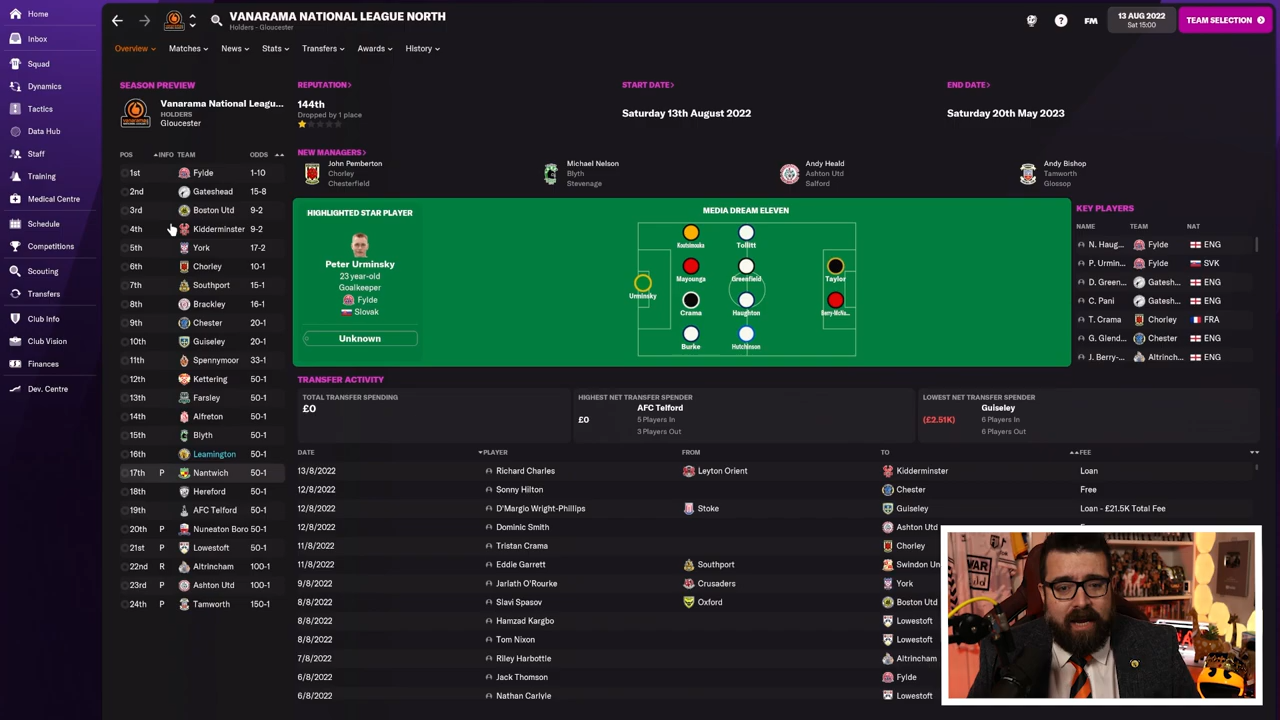 Home
Inbox
Squad
Dynamics
Tactics
Data Hub
Staff
Training
Medical Centre
Schedule
Competitions
Scouting
Transfers
Club Info
Club Vision
Finances
Dev. Centre
VANARAMA NATIONAL LEAGUE NORTH
Holders - Gloucester
FM
13 AUG 2022
Sat 15:00
TEAM SELECTION
Overview Matches News Stats Transfers Awards History
SEASON PREVIEW
Vanarama National Leagu...
HOLDERS
Gloucester
POS INFO TEAM ODDS
1st Fylde 1-10
2nd Gateshead 15-8
3rd Boston Utd 9-2
4th Kidderminster 9-2
5th York 17-2
6th Chorley 10-1
7th Southport 15-1
8th Brackley 16-1
9th Chester 20-1
10th Guiseley 20-1
11th Spennymoor 33-1
12th Kettering 50-1
13th Farsley 50-1
14th Alfreton 50-1
15th Blyth 50-1
16th Leamington 50-1
17th P Nantwich 50-1
18th Hereford 50-1
19th AFC Telford 50-1
20th P Nuneaton Boro 50-1
21st P Lowestoft 50-1
22nd R Altrincham 100-1
23rd P Ashton Utd 100-1
24th P Tamworth 150-1
REPUTATION
144th
Dropped by 1 place
START DATE
Saturday 13th August 2022
END DATE
Saturday 20th May 2023
NEW MANAGERS
John Pemberton
Chorley
Chesterfield
Michael Nelson
Blyth
Stevenage
Andy Heald
Ashton Utd
Salford
Andy Bishop
Tamworth
Glossop
HIGHLIGHTED STAR PLAYER
Peter Urminsky
23 year-old
Goalkeeper
Fylde
Slovak
Unknown
MEDIA DREAM ELEVEN
Koutsimouka Tollitt
Mayounga Greenfield Taylor
Urminsky
Crama Haughton Berry-McNa...
Burke Hutchinson
KEY PLAYERS
NAME TEAM NAT
N. Haug... Fylde ENG
P. Urmin... Fylde SVK
D. Green... Gatesh... ENG
C. Pani Gatesh... ENG
T. Crama Chorley FRA
G. Glend... Chester ENG
J. Berry-... Altrinch... ENG
TRANSFER ACTIVITY
TOTAL TRANSFER SPENDING
£0
HIGHEST NET TRANSFER SPENDER
£0
AFC Telford
5 Players In
3 Players Out
LOWEST NET TRANSFER SPENDER
(£2.51K)
Guiseley
6 Players In
6 Players Out
DATE PLAYER FROM TO FEE
13/8/2022 Richard Charles Leyton Orient Kidderminster Loan
12/8/2022 Sonny Hilton Chester Free
12/8/2022 D'Margio Wright-Phillips Stoke Guiseley Loan - £21.5K Total Fee
12/8/2022 Dominic Smith Ashton Utd
11/8/2022 Tristan Crama Chorley
11/8/2022 Eddie Garrett Southport Swindon
9/8/2022 Jarlath O'Rourke Crusaders York
8/8/2022 Slavi Spasov Oxford Boston Utd
8/8/2022 Hamzad Kargbo Lowestoft
8/8/2022 Tom Nixon Lowestoft
7/8/2022 Riley Harbottle Altrincham
6/8/2022 Jack Thomson Fylde
6/8/2022 Nathan Carlyle Lowestoft